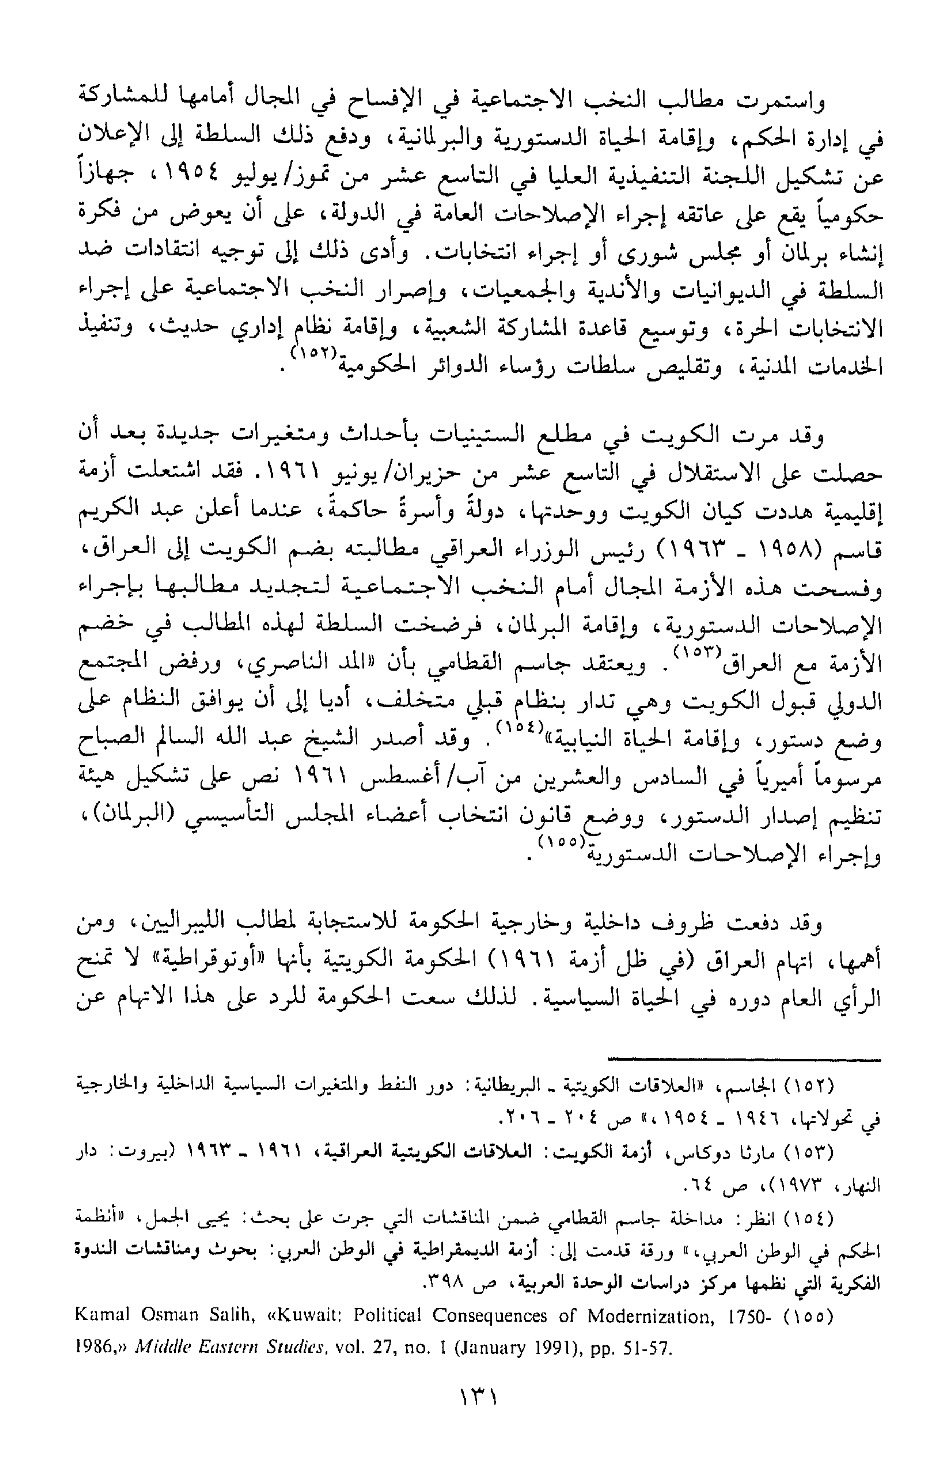 واستمرت مطالب النخب الاجتماعية في الإفساح في المجال أمامها للمشاركة
في إدارة الحكم، وإقامة الحياة الدستورية والبرلمانية، ودفع ذلك السلطة إلى الإعلان
عن تشكيل اللجنة التنفيذية العليا في التاسع عشر من تموز/يوليو ١٩٥٤، جهازاً
حكومياً يقع على عاتقه إجراء الإصلاحات العامة في الدولة، على أن يعوض من فكرة
إنشاء برلمان أو مجلس شورى أو إجراء انتخابات. وأدى ذلك إلى توجيه انتقادات ضد
السلطة في الديوانيات والأندية والجمعيات، وإصرار النخب الاجتماعية على إجراء
الانتخابات الحرة، وتوسيع قاعدة المشاركة الشعبية، وإقامة نظام إداري حديث، وتنفيذ
الخدمات المدنية، وتقليص سلطات رؤساء الدوائر الحكومية(١٥٢).
وقد مرت الكويت في مطلع الستينيات بأحداث ومتغيرات جديدة بعد أن
حصلت على الاستقلال في التاسع عشر من حزيران/يونيو ١٩٦١. فقد اشتعلت أزمة
إقليمية هددت كيان الكويت ووحدتها، دولةً وأسرةً حاكمةً، عندما أعلن عبد الكريم
قاسم (١٩٥٨ - ١٩٦٣) رئيس الوزراء العراقي مطالبته بضم الكويت إلى العراق،
وفسحت هذه الأزمة المجال أمام النخب الاجتماعية لتجديد مطالبها بإجراء
الإصلاحات الدستورية، وإقامة البرلمان، فرضخت السلطة لهذه المطالب في خضم
الأزمة مع العراق(١٥٣). ويعتقد جاسم القطامي بأن «المد الناصري، ورفض المجتمع
الدولي قبول الكويت وهي تدار بنظام قبلي متخلف، أديا إلى أن يوافق النظام على
وضع دستور، وإقامة الحياة النيابية»(١٥٤). وقد أصدر الشيخ عبد الله السالم الصباح
مرسوماً أميرياً في السادس والعشرين من آب/أغسطس ١٩٦١ نص على تشكيل هيئة
تنظيم إصدار الدستور، ووضع قانون انتخاب أعضاء المجلس التأسيسي (البرلمان)،
وإجراء الإصلاحات الدستورية(١٥٥).
وقد دفعت ظروف داخلية وخارجية الحكومة للاستجابة لمطالب الليبراليين، ومن
أهمها، اتهام العراق (في ظل أزمة ١٩٦١) الحكومة الكويتية بأنها «أوتوقراطية» لا تمنح
الرأي العام دوره في الحياة السياسية. لذلك سعت الحكومة للرد على هذا الاتهام عن
(١٥٢) الجاسم، «العلاقات الكويتية - البريطانية: دور النفط والمتغيرات السياسية الداخلية والخارجية
في تحولاتها، ١٩٤٦ - ١٩٥٤،» ص ٢٠٤ - ٢٠٦.
(١٥٣) مارثا دوكاس، أزمة الكويت: العلاقات الكويتية العراقية، ١٩٦١ - ١٩٦٣ (بيروت: دار
النهار، ١٩٧٣)، ص ٦٤.
(١٥٤) انظر: مداخلة جاسم القطامي ضمن المناقشات التي جرت على بحث: يحيى الجمل، «أنظمة
الحكم في الوطن العربي،» ورقة قدمت إلى: أزمة الديمقراطية في الوطن العربي: بحوث ومناقشات الندوة
الفكرية التي نظمها مركز دراسات الوحدة العربية، ص ٣٩٨.
Kamal Osman Salih, «Kuwait: Political Consequences of Modernization, 1750- (١٥٥)
1986,» Middle Eastern Studies, vol. 27, no. 1 (January 1991), pp. 51-57.
١٣١